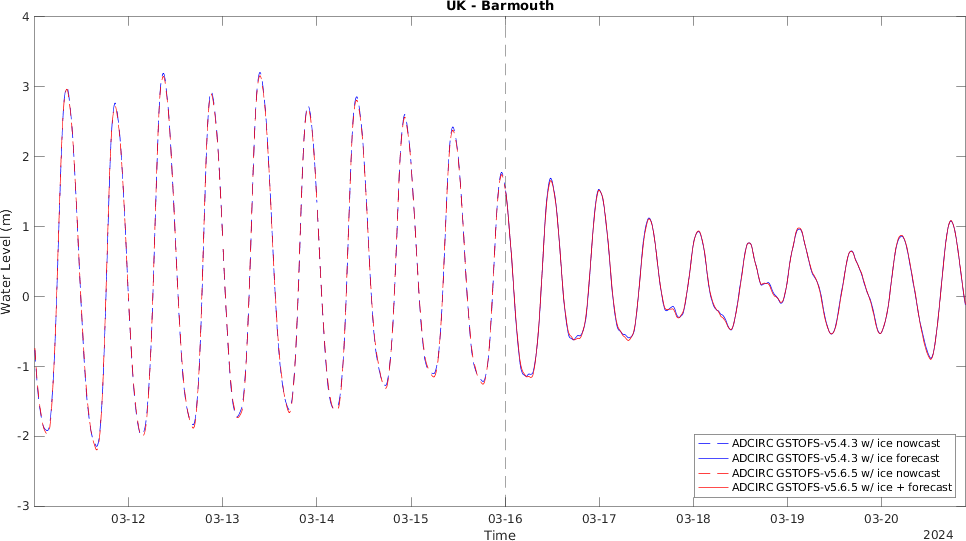 UK - Barmouth
4
3
2
1
0
-1
-2
-3
Water Level (m)
03-12 03-13 03-14 03-15 03-16 03-17 03-18 03-19 03-20
Time
2024
ADCIRC GSTOFS-v5.4.3 w/ ice nowcast
ADCIRC GSTOFS-v5.4.3 w/ ice forecast
ADCIRC GSTOFS-v5.6.5 w/ ice nowcast
ADCIRC GSTOFS-v5.6.5 w/ ice + forecast